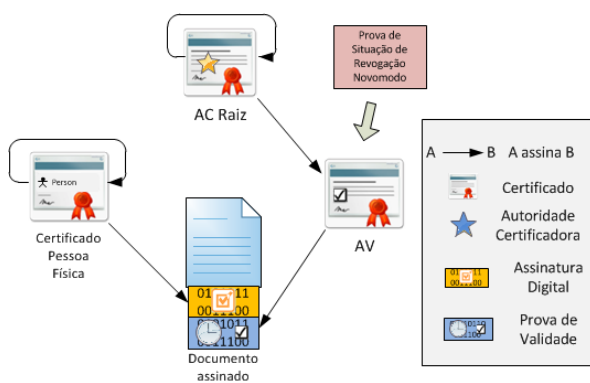 Prova de
Situação de
Revogação
Novomodo
AC Raiz
Person
Certificado
Pessoa
Física
AV
Documento
assinado
A → B A assina B
Certificado
Autoridade
Certificadora
Assinatura
Digital
Prova de
Validade